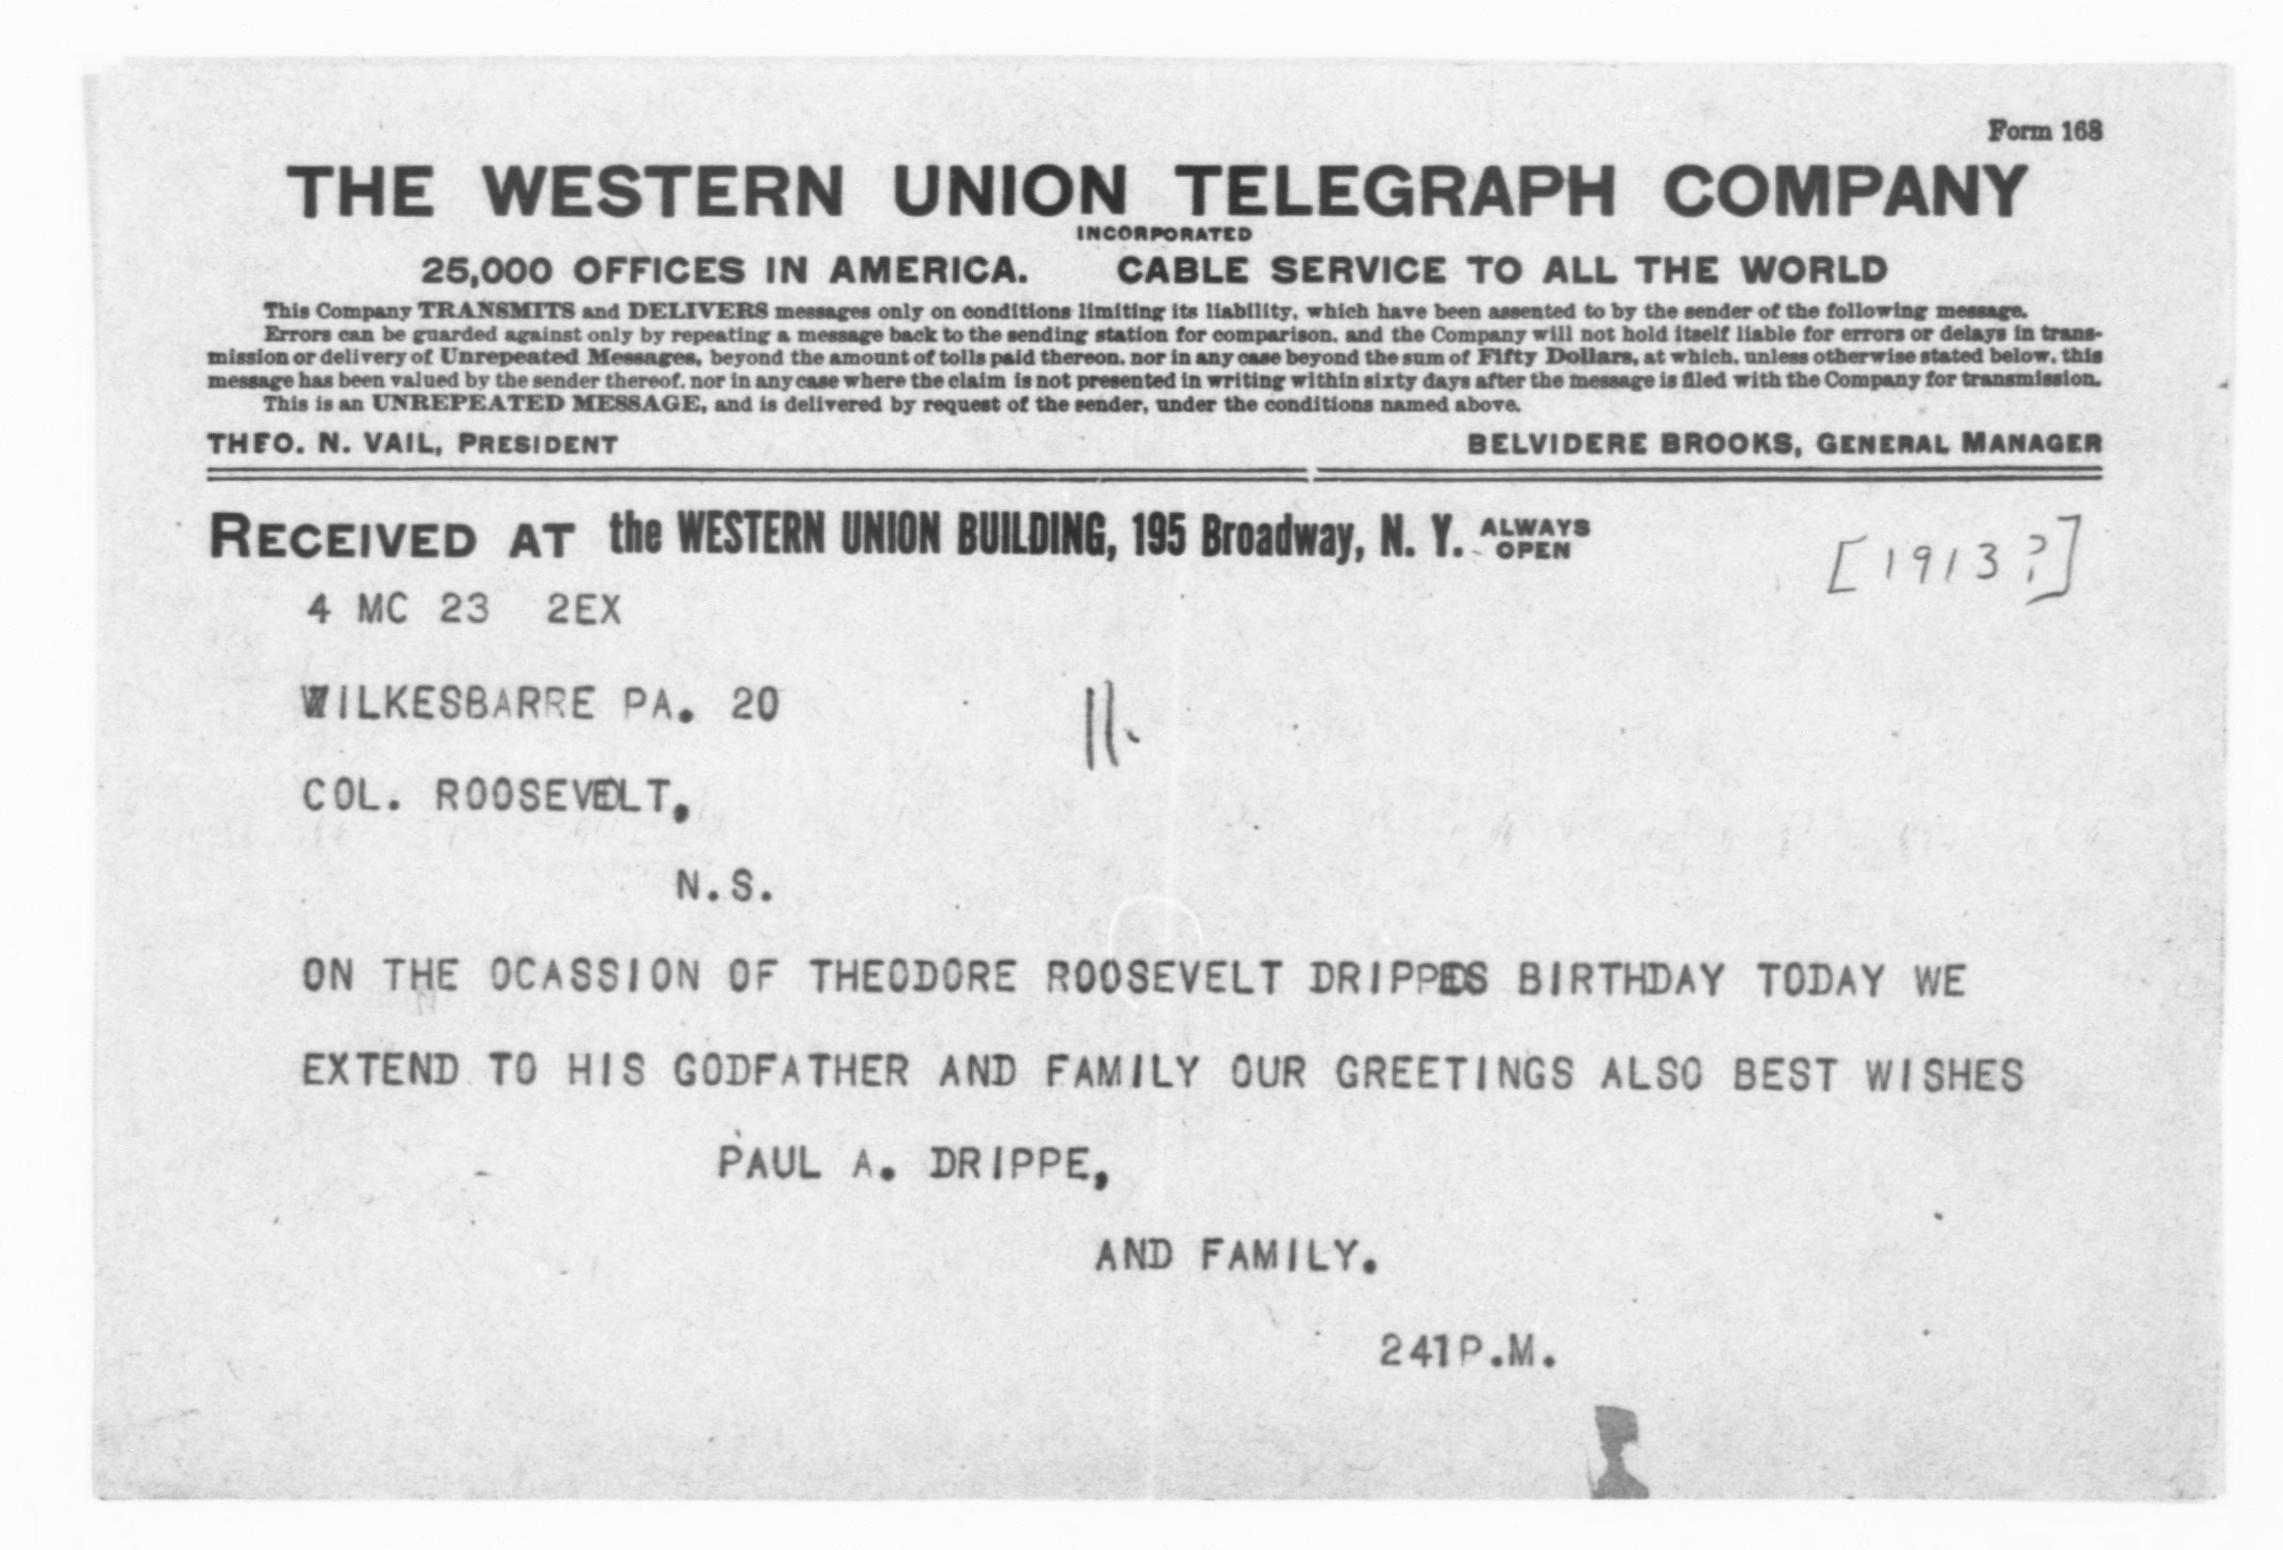 Form 168
THE WESTERN UNION TELEGRAPH COMPANY
INCORPORATED
25,000 OFFICES IN AMERICA. CABLE SERVICE TO ALL THE WORLD
This Company TRANSMITS and DELIVERS messages only on conditions limiting its liability, which have been assented to by the sender of the following message.
Errors can be guarded against only by repeating a message back to the sending station for comparison, and the Company will not hold itself liable for errors or delays in trans-
mission or delivery of Unrepeated Messages, beyond the amount of tolls paid thereon, nor in any case beyond the sum of Fifty Dollars, at which, unless otherwise stated below, this
message has been valued by the sender thereof, nor in any case where the claim is not presented in writing within sixty days after the message is filed with the Company for transmission.
This is an UNREPEATED MESSAGE, and is delivered by request of the sender, under the conditions named above.
THEO. N. VAIL, PRESIDENT BELVIDERE BROOKS, GENERAL MANAGER
RECEIVED AT the WESTERN UNION BUILDING, 195 Broadway, N. Y. ALWAYS OPEN
[1913?]
4 MC 23 2EX
WILKESBARRE PA. 20
COL. ROOSEVELT,
N.S.
ON THE OCASSION OF THEODORE ROOSEVELT DRIPPES BIRTHDAY TODAY WE
EXTEND TO HIS GODFATHER AND FAMILY OUR GREETINGS ALSO BEST WISHES
PAUL A. DRIPPE,
AND FAMILY.
241P.M.